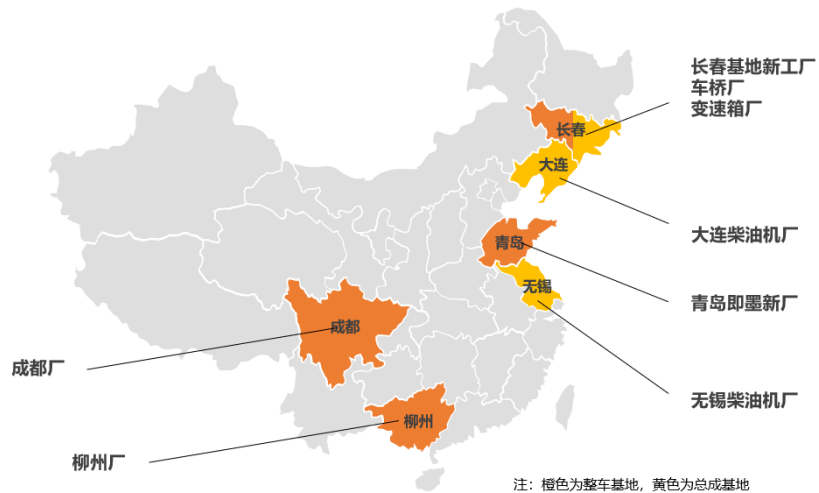 长春基地新工厂
车桥厂
变速箱厂
长春
大连
大连柴油机厂
青岛
无锡
青岛即墨新厂
成都
成都厂
无锡柴油机厂
柳州
柳州厂
注：橙色为整车基地，黄色为总成基地